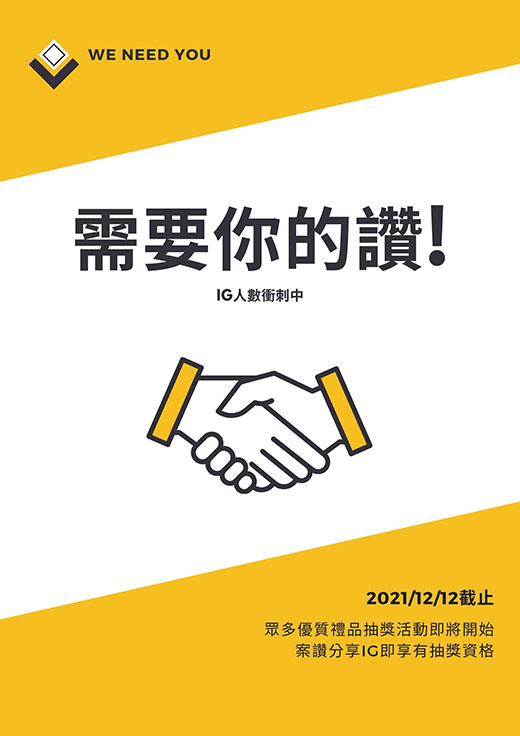 WE NEED YOU
需要你的讚!
IG人數衝刺中
2021/12/12截止
眾多優質禮品抽獎活動即將開始
案讚分享IG即享有抽獎資格